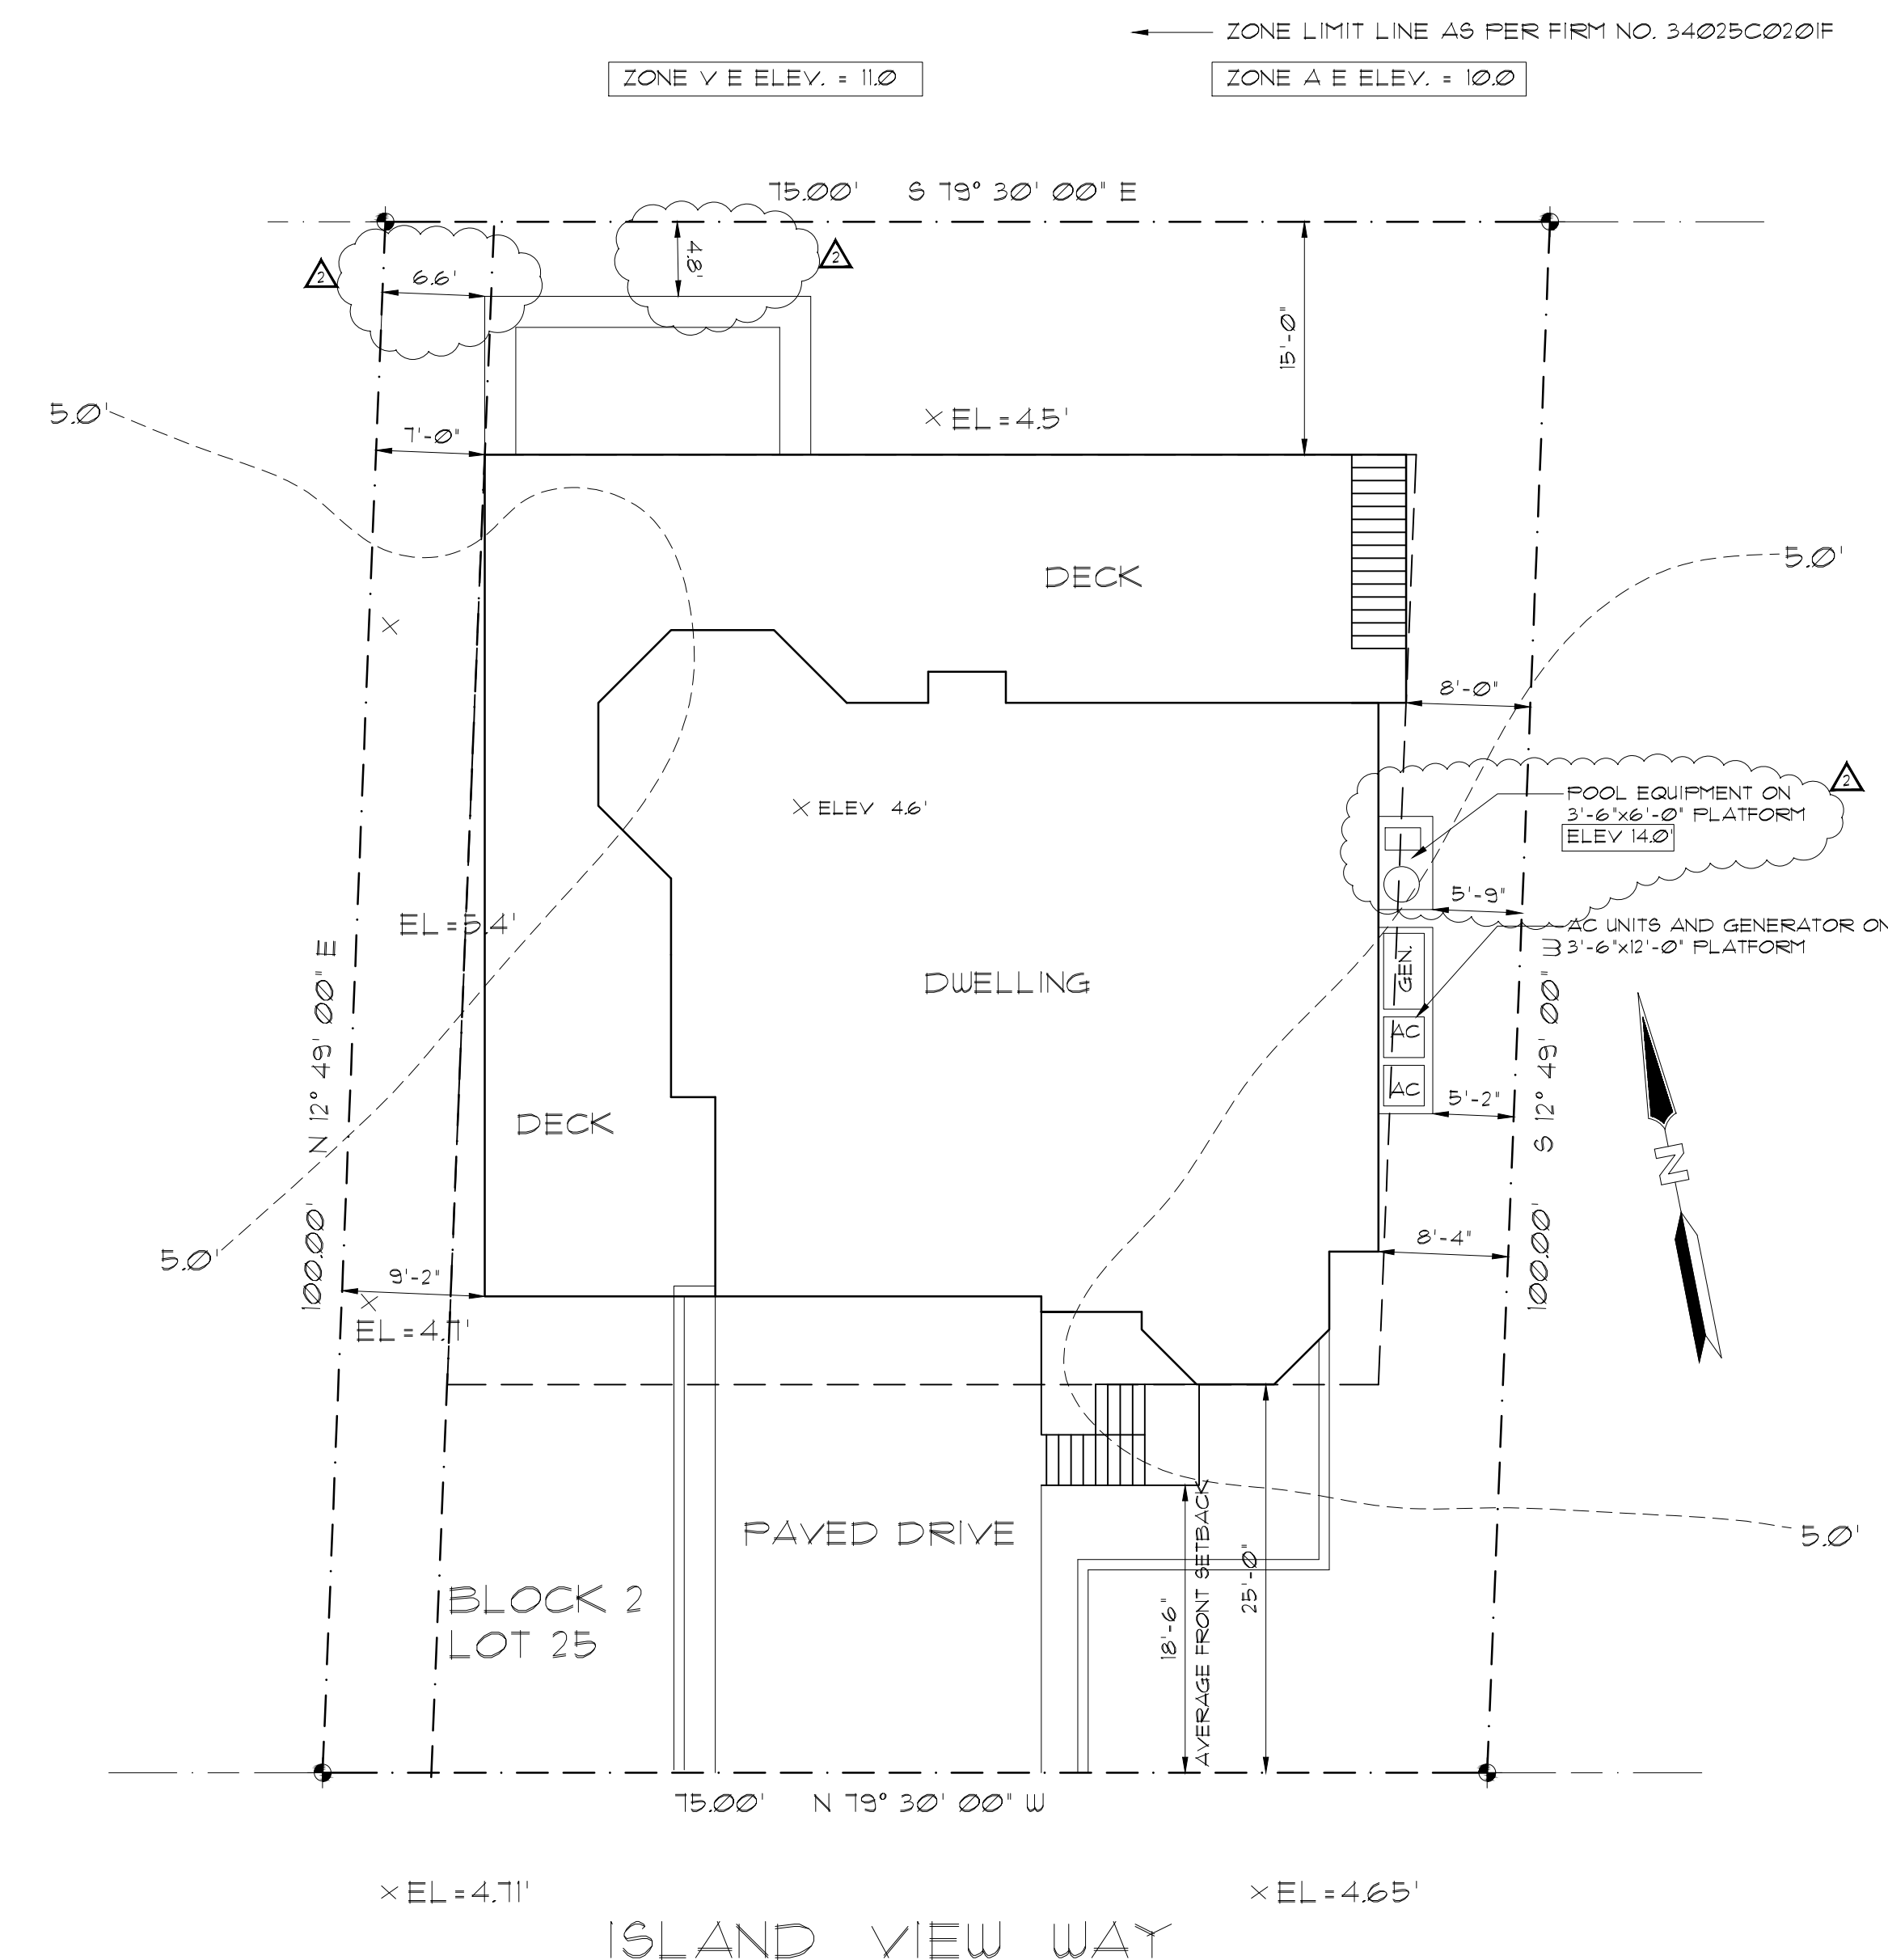 ZONE LIMIT LINE AS PER FIRM NO. 34025C0201F
ZONE V E ELEV. = 11.0
ZONE A E ELEV. = 10.0
75.00' S 79° 30' 00" E
2
6.6'
4.8'
2
15'-0"
5.0'
7'-0"
X EL = 4.5'
DECK
5.0'
X
8'-0"
2
POOL EQUIPMENT ON
3'-6"x6'-0" PLATFORM
ELEV 14.0'
X ELEV 4.6'
5'-9"
EL = 5.4'
AC UNITS AND GENERATOR ON
3'-6"x12'-0" PLATFORM
GEN.
DWELLING
AC
AC
5'-2"
N 12° 49' 00" E
100.00'
S 12° 49' 00" W
100.00'
N
DECK
8'-4"
5.0'
9'-2"
X
EL = 4.7'
PAVED DRIVE
5.0'
BLOCK 2
LOT 25
18'-6"
AVERAGE FRONT SETBACK
25'-0"
75.00' N 79° 30' 00" W
X EL = 4.71'
X EL = 4.65'
ISLAND VIEW WAY